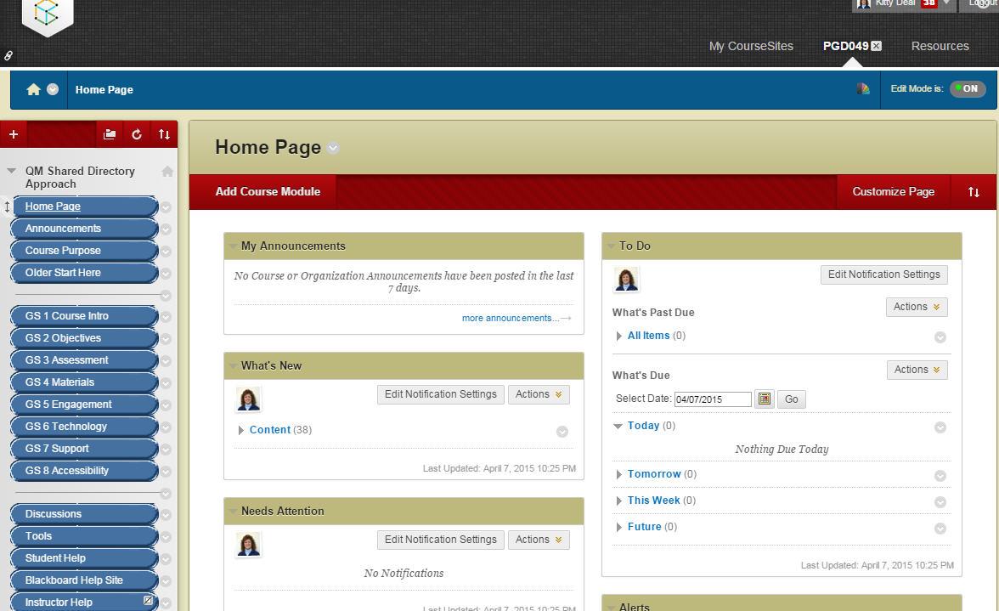 Kitty Deal 38 Logout
My CourseSites PGD049 Resources
Home Page
Edit Mode is: ON
QM Shared Directory
Approach
Home Page
Announcements
Course Purpose
Older Start Here
GS 1 Course Intro
GS 2 Objectives
GS 3 Assessment
GS 4 Materials
GS 5 Engagement
GS 6 Technology
GS 7 Support
GS 8 Accessibility
Discussions
Tools
Student Help
Blackboard Help Site
Instructor Help
Home Page
Add Course Module
Customize Page
My Announcements
No Course or Organization Announcements have been posted in the last
7 days.
more announcements...
What's New
Edit Notification Settings Actions
Content (38)
Last Updated: April 7, 2015 10:25 PM
Needs Attention
Edit Notification Settings Actions
No Notifications
Last Updated: April 7, 2015 10:25 PM
To Do
Edit Notification Settings
Actions
What's Past Due
All Items (0)
Actions
What's Due
Select Date: 04/07/2015 Go
Today (0)
Nothing Due Today
Tomorrow (0)
This Week (0)
Future (0)
Last Updated: April 7, 2015 10:25 PM
Alerts